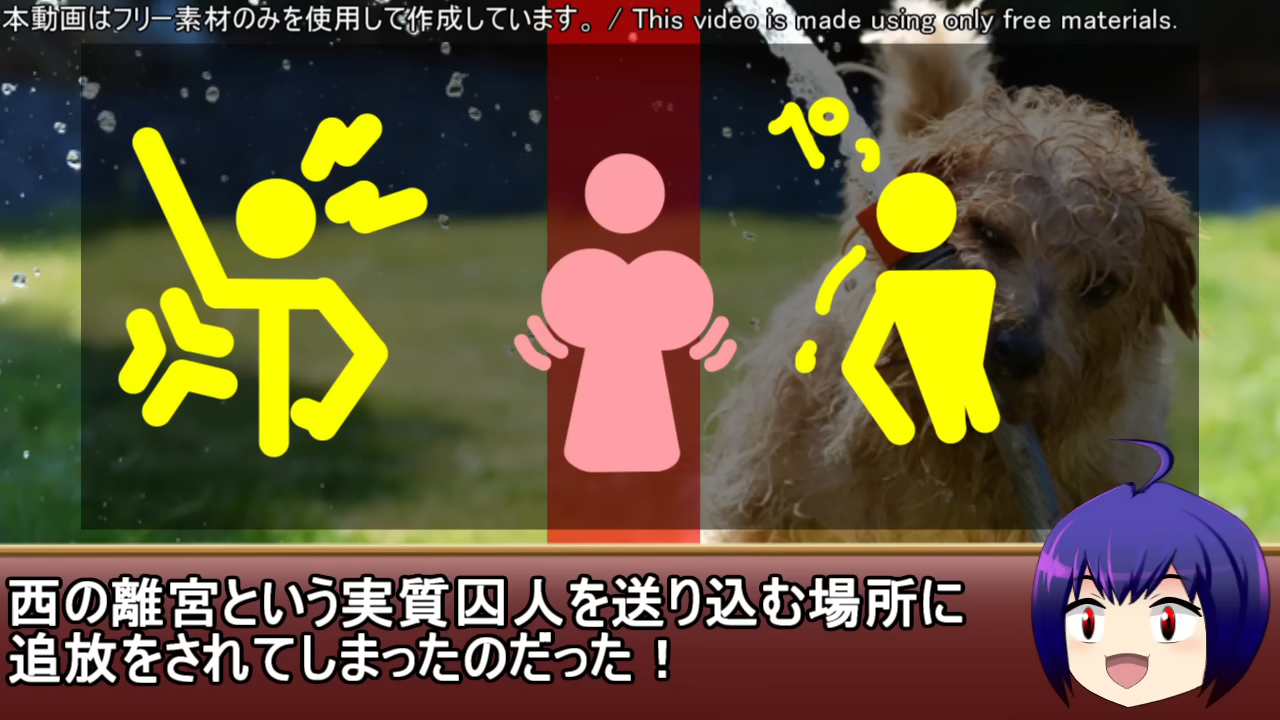 本動画はフリー素材のみを使用して作成しています。 / This video is made using only free materials.
西の離宮という実質囚人を送り込む場所に
追放をされてしまったのだった！